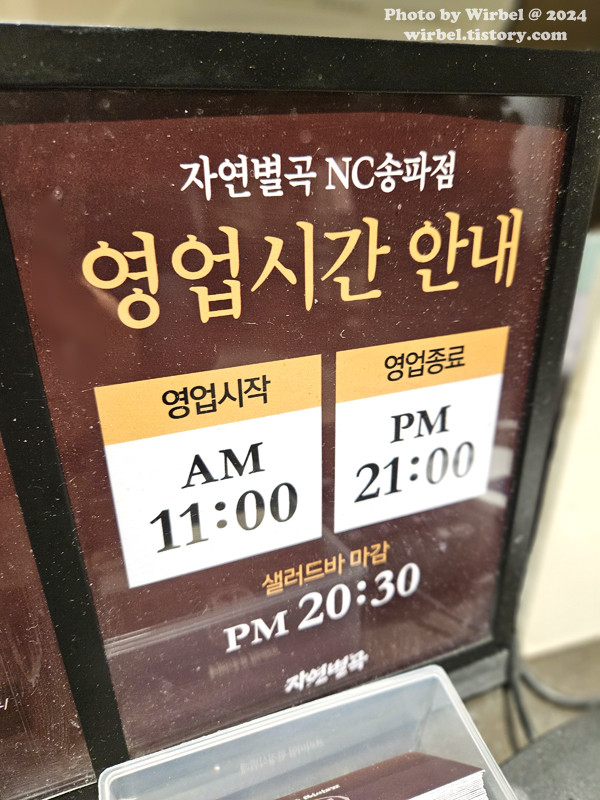 Photo by Wirbel @ 2024
wirbel.tistory.com
자연별곡 NC송파점
영업시간 안내
영업시작
AM
11:00
영업종료
PM
21:00
샐러드바 마감
PM 20:30
자연별곡